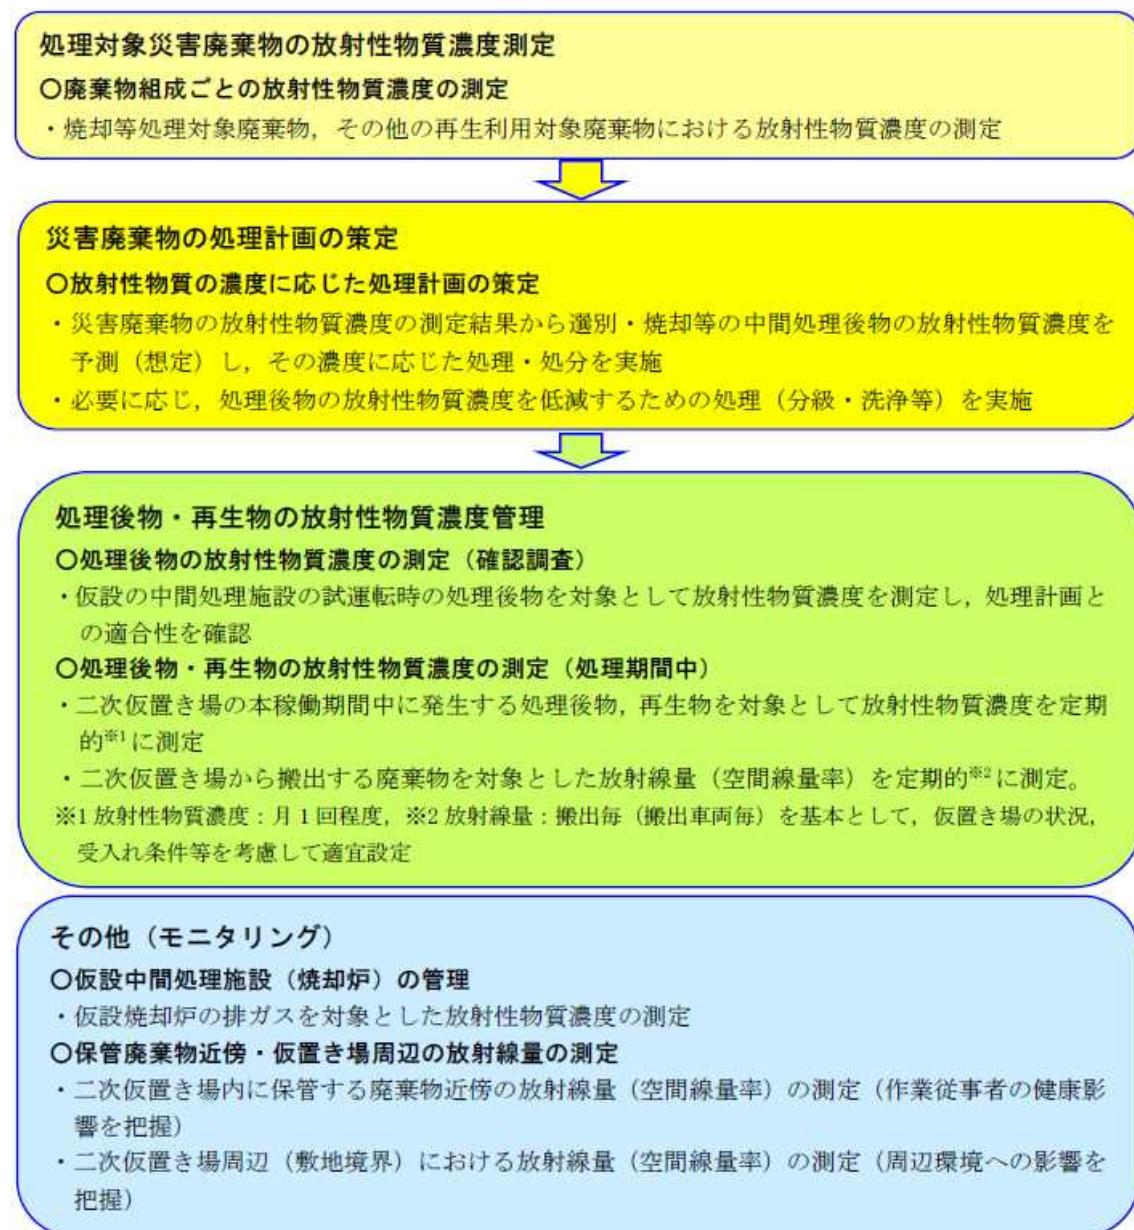 処理対象災害廃棄物の放射性物質濃度測定
〇廃棄物組成ごとの放射性物質濃度の測定
・焼却等処理対象廃棄物，その他の再生利用対象廃棄物における放射性物質濃度の測定
災害廃棄物の処理計画の策定
〇放射性物質の濃度に応じた処理計画の策定
・災害廃棄物の放射性物質濃度の測定結果から選別・焼却等の中間処理後物の放射性物質濃度を
予測（想定）し，その濃度に応じた処理・処分を実施
・必要に応じ，処理後物の放射性物質濃度を低減するための処理（分級・洗浄等）を実施
処理後物・再生物の放射性物質濃度管理
〇処理後物の放射性物質濃度の測定（確認調査）
・仮設の中間処理施設の試運転時の処理後物を対象として放射性物質濃度を測定し，処理計画と
の適合性を確認
〇処理後物・再生物の放射性物質濃度の測定（処理期間中）
・二次仮置き場の本稼働期間中に発生する処理後物，再生物を対象として放射性物質濃度を定期
的※1に測定
・二次仮置き場から搬出する廃棄物を対象とした放射線量（空間線量率）を定期的※2に測定。
※1 放射性物質濃度：月1回程度，※2 放射線量：搬出毎（搬出車両毎）を基本として，仮置き場の状況，
受入れ条件等を考慮して適宜設定
その他（モニタリング）
〇仮設中間処理施設（焼却炉）の管理
・仮設焼却炉の排ガスを対象とした放射性物質濃度の測定
〇保管廃棄物近傍・仮置き場周辺の放射線量の測定
・二次仮置き場内に保管する廃棄物近傍の放射線量（空間線量率）の測定（作業従事者の健康影
響を把握）
・二次仮置き場周辺（敷地境界）における放射線量（空間線量率）の測定（周辺環境への影響を
把握）